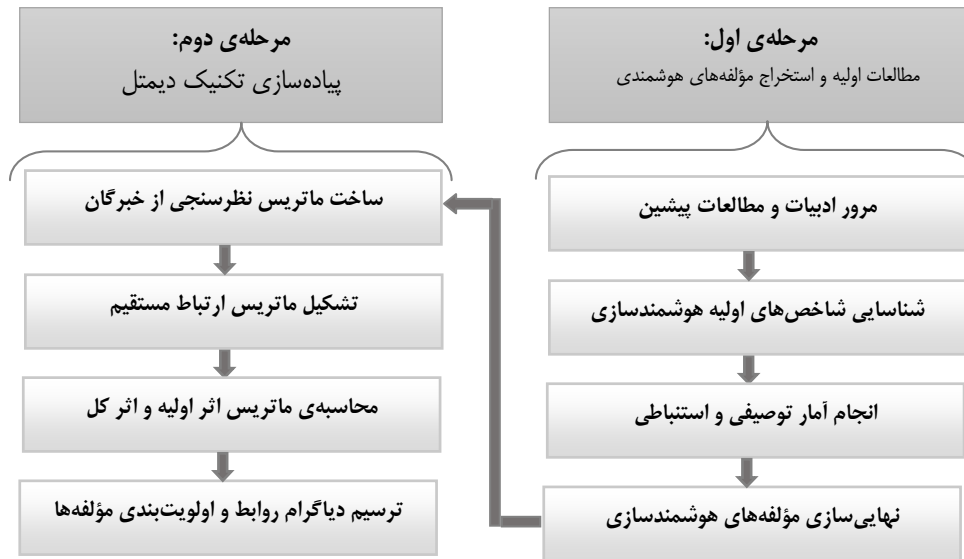 مرحله‌ی اول:
مطالعات اولیه و استخراج مؤلفه‌های هوشمندی
مرور ادبیات و مطالعات پیشین
شناسایی شاخص‌های اولیه هوشمندسازی
انجام آمار توصیفی و استنباطی
نهایی‌سازی مؤلفه‌های هوشمندسازی
مرحله‌ی دوم:
پیاده‌سازی تکنیک دیمتل
ساخت ماتریس نظرسنجی از خبرگان
تشکیل ماتریس ارتباط مستقیم
محاسبه‌ی ماتریس اثر اولیه و اثر کل
ترسیم دیاگرام روابط و اولویت‌بندی مؤلفه‌ها